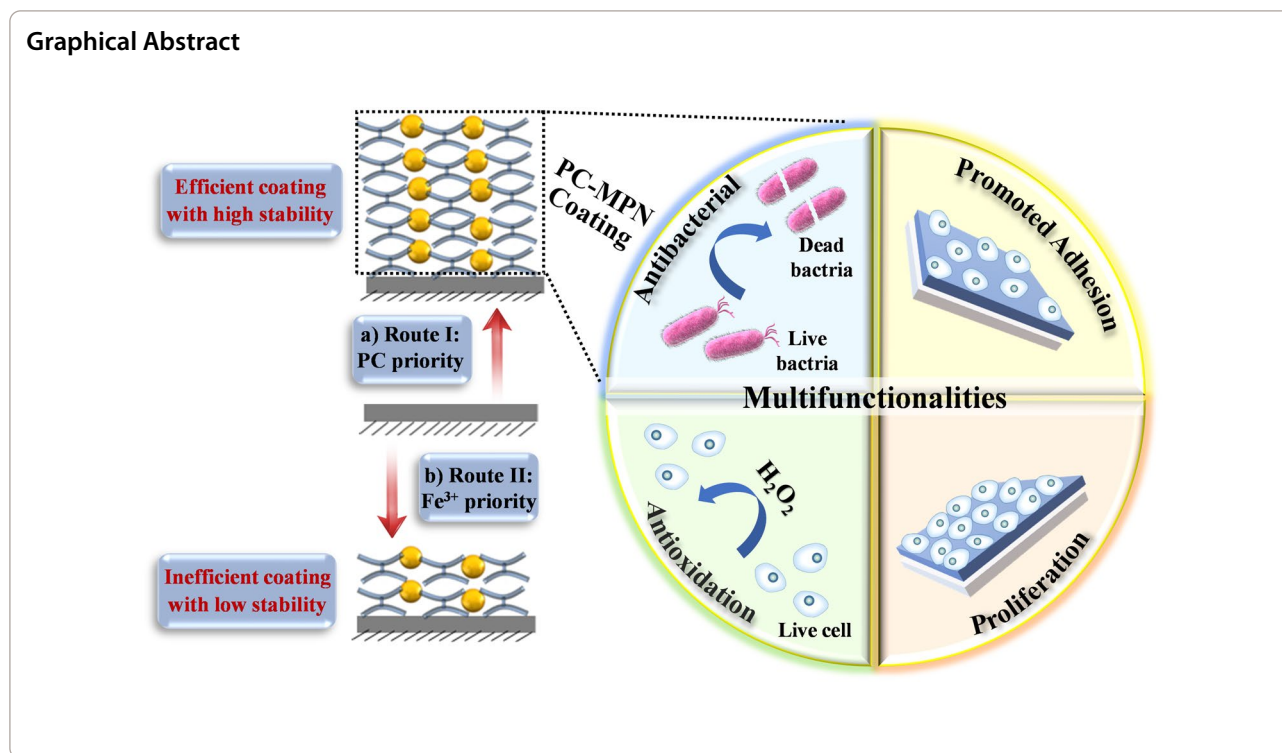 Graphical Abstract
Efficient coating
with high stability
a) Route I:
PC priority
b) Route II:
Fe³⁺ priority
Inefficient coating
with low stability
PC-MPN
Coating
Antibacterial
Dead
bactria
Live
bactria
Promoted Adhesion
Multifunctionalities
Antioxidation
H₂O₂
Live cell
Proliferation